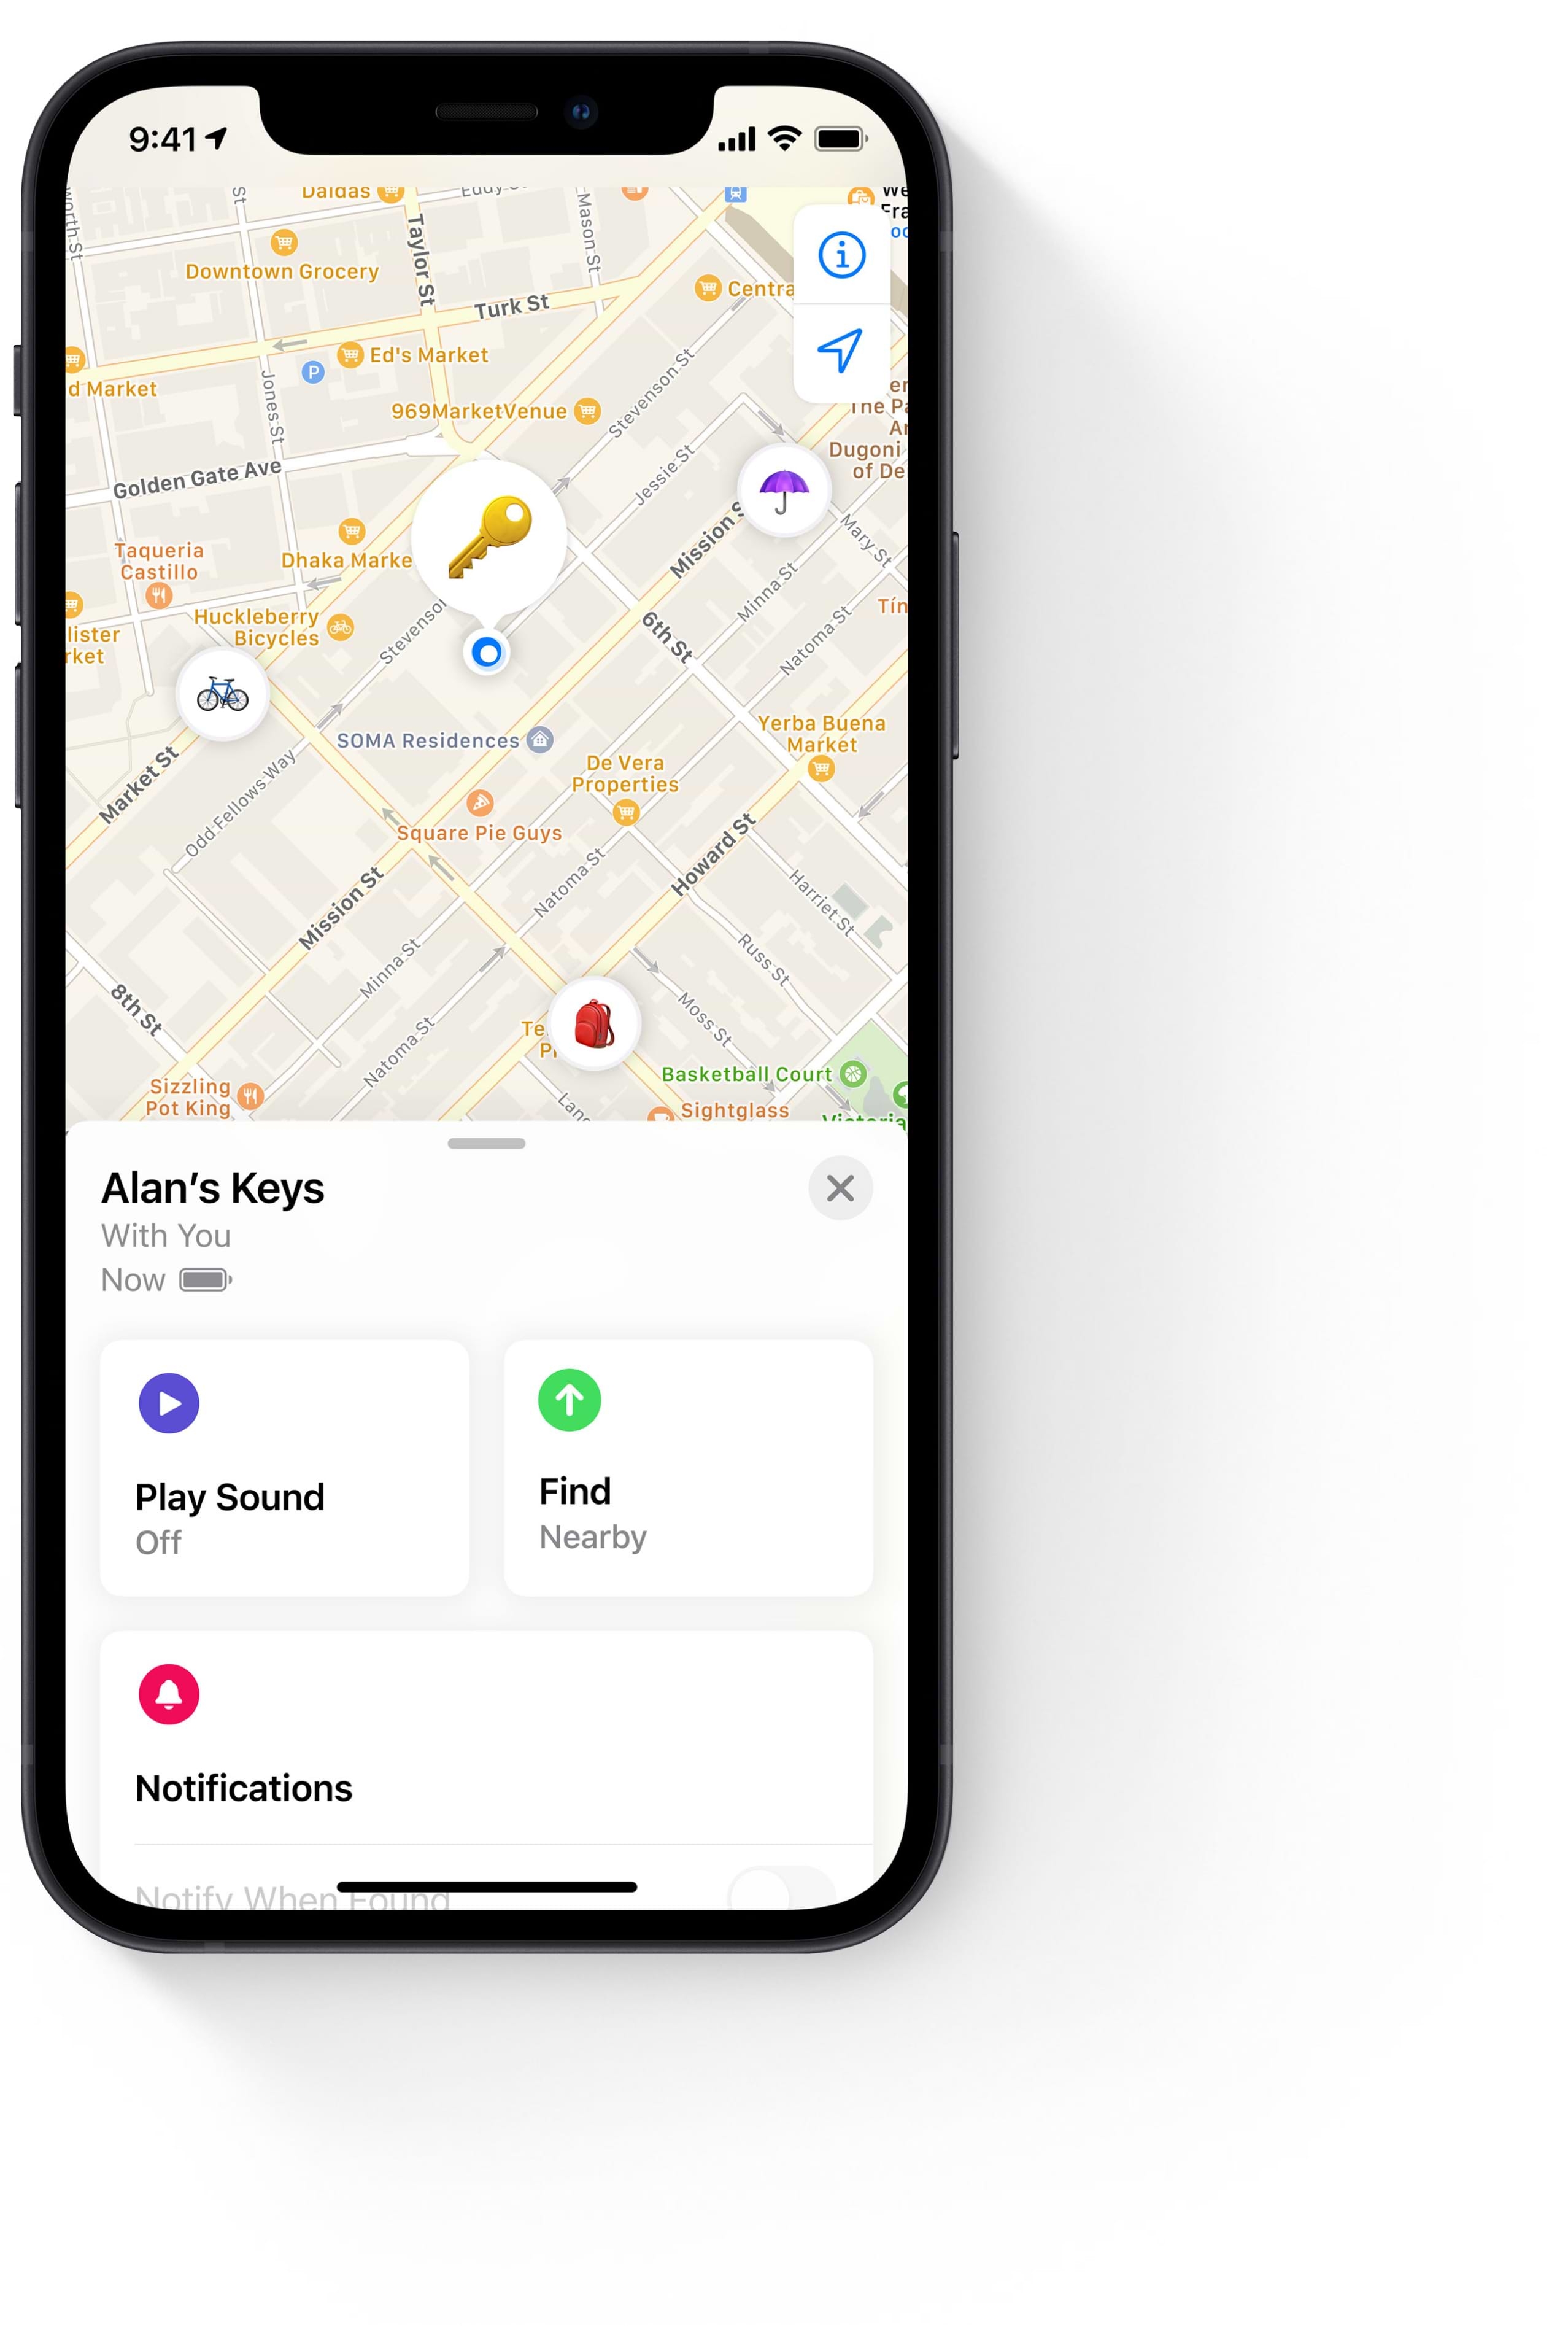 9:41
Daldas
Eddy
St
Mason St
Taylor St
Downtown Grocery
Turk St
Ed's Market
P
d Market
Jones St
969MarketVenue
Stevenson St
Golden Gate Ave
Jessie St
Dugoni
of De
Mission S
Mary St
Taqueria
Castillo
Dhaka Marke
Minna St
Huckleberry
Bicycles
lister
rket
6th St
Natoma St
Tín
SOMA Residences
Yerba Buena
Market
Market St
Odd Fellows Way
De Vera
Properties
Square Pie Guys
Howard St
Mission St
Natoma St
Harriet St
Minna St
Russ St
8th St
Moss St
Te
Natoma St
Basketball Court
Sizzling
Pot King
Sightglass
Alan's Keys
With You
Now
Play Sound
Off
Find
Nearby
Notifications
Notify When Found